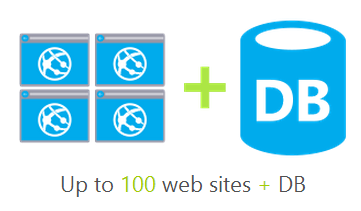 DB
Up to 100 web sites + DB